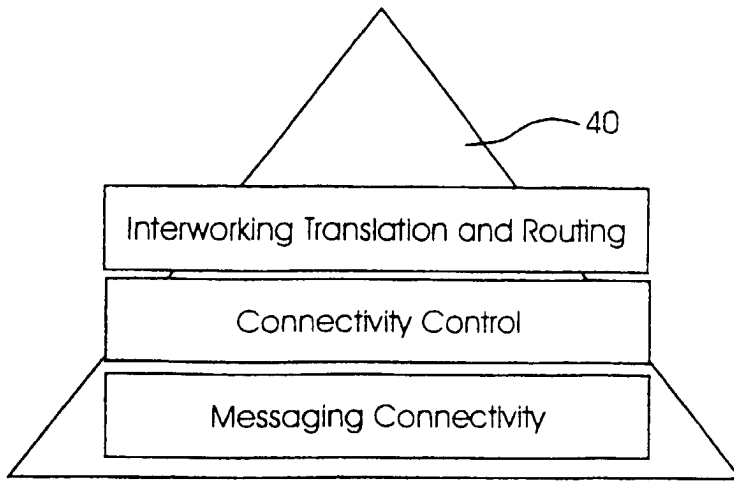 40
Interworking Translation and Routing
Connectivity Control
Messaging Connectivity